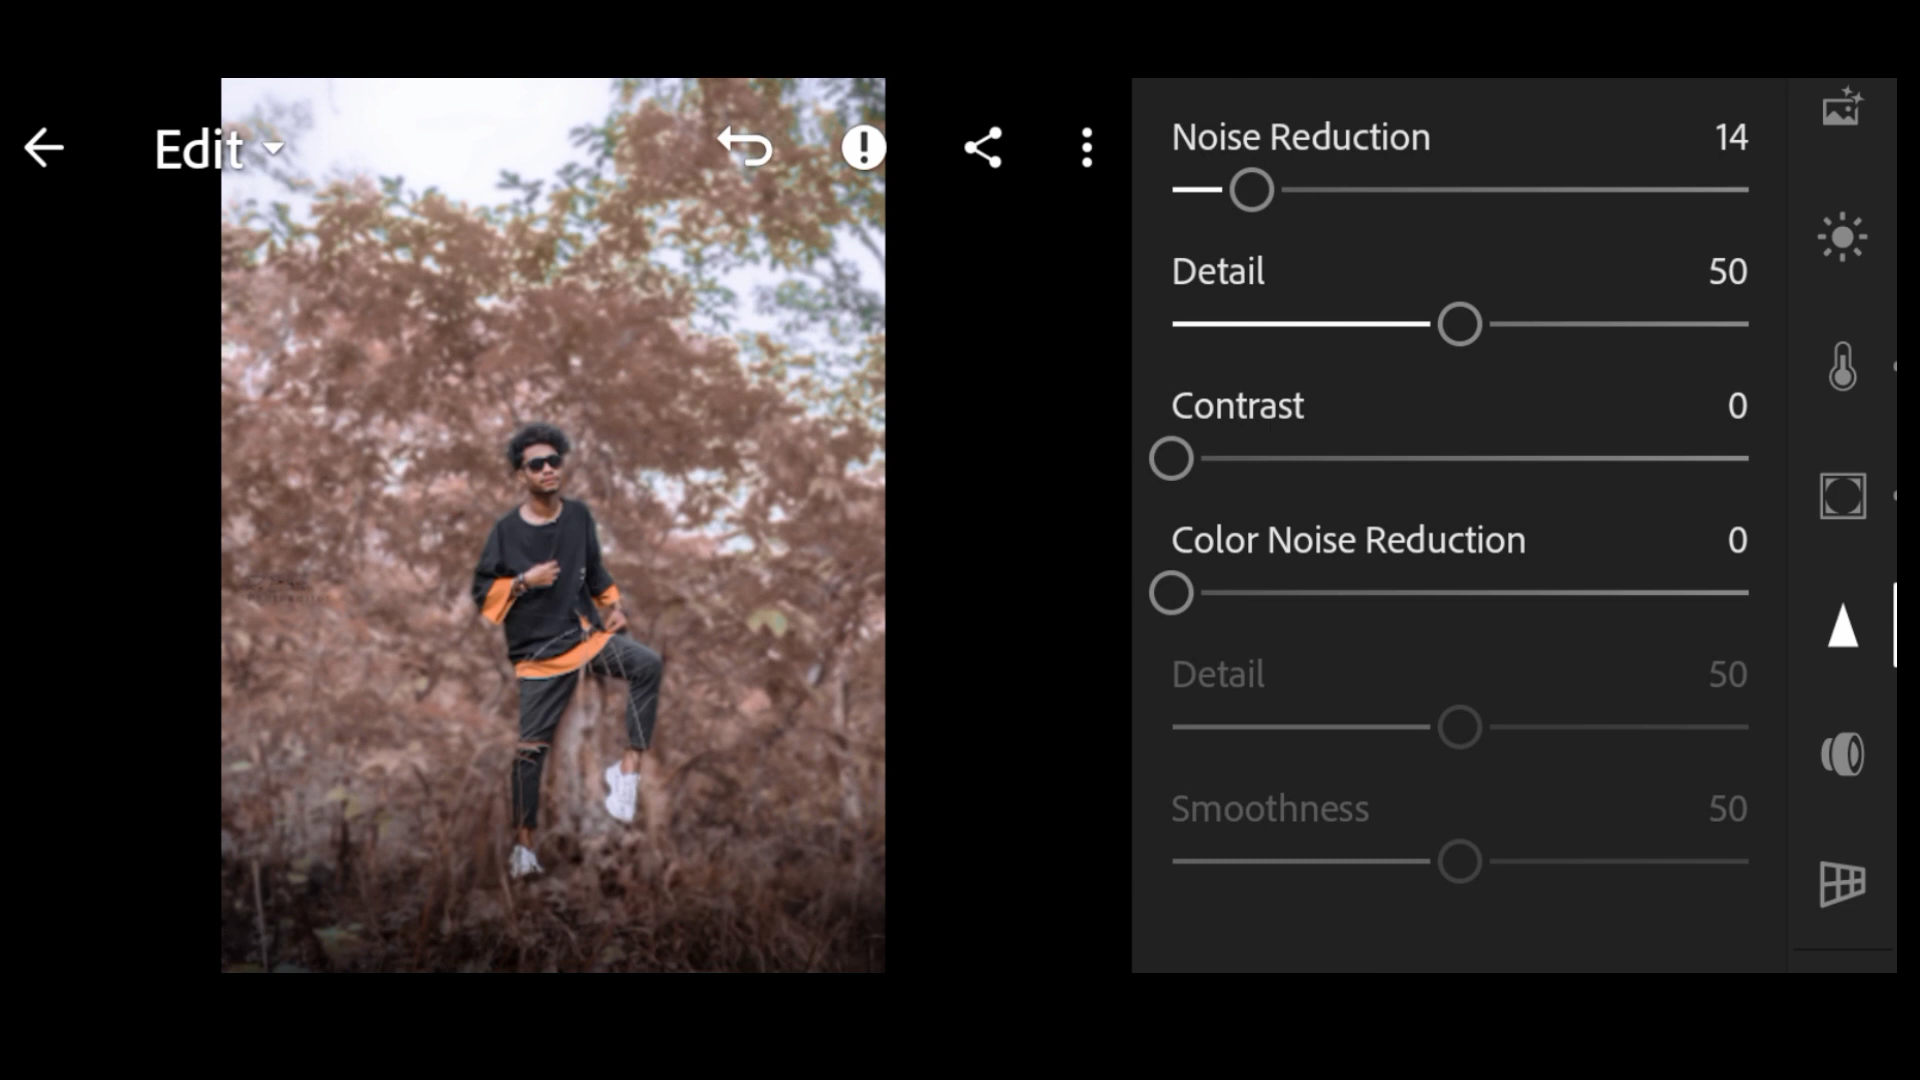 Edit
Noise Reduction 14
Detail 50
Contrast 0
Color Noise Reduction 0
Detail 50
Smoothness 50